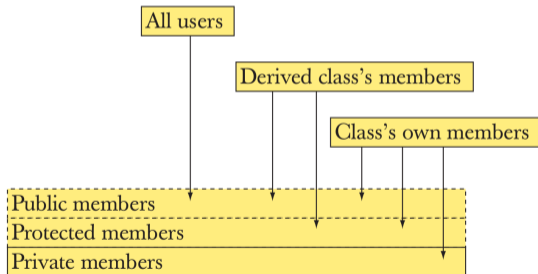 All users
Derived class's members
Class's own members
Public members
Protected members
Private members